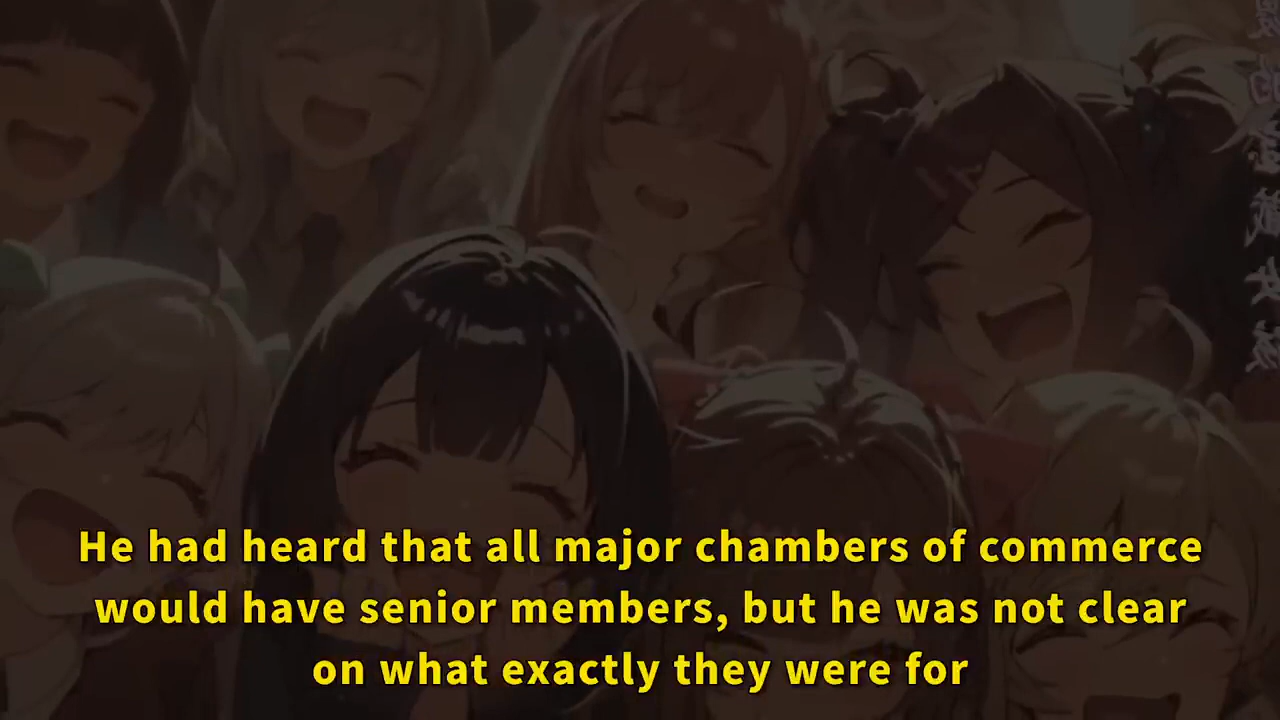 He had heard that all major chambers of commerce
would have senior members, but he was not clear
on what exactly they were for